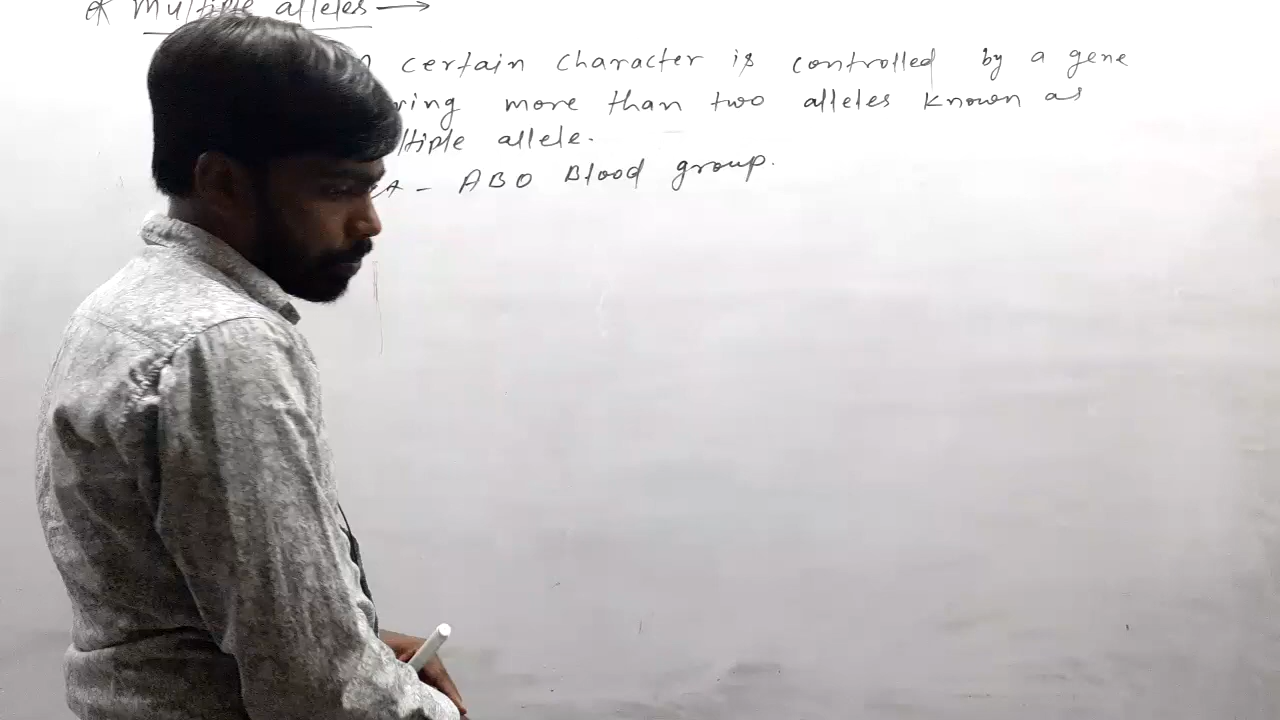 Multiple alleles →
certain character is controlled by a gene
more than two alleles known as
allele.
- ABO Blood group.